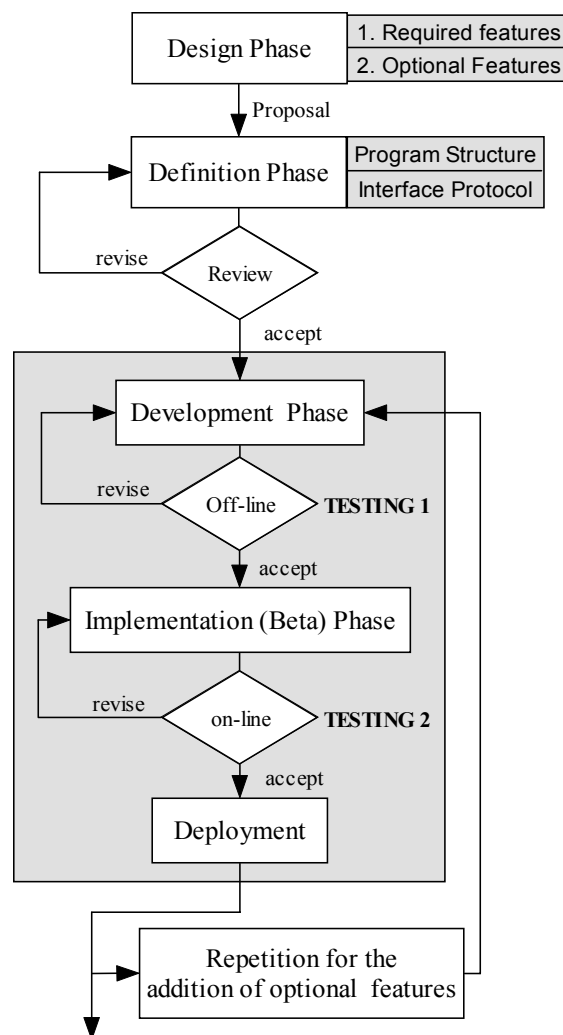 Design Phase
1. Required features
2. Optional Features
Proposal
Definition Phase
Program Structure
Interface Protocol
revise
Review
accept
Development Phase
revise
Off-line
TESTING 1
accept
Implementation (Beta) Phase
revise
on-line
TESTING 2
accept
Deployment
Repetition for the
addition of optional features